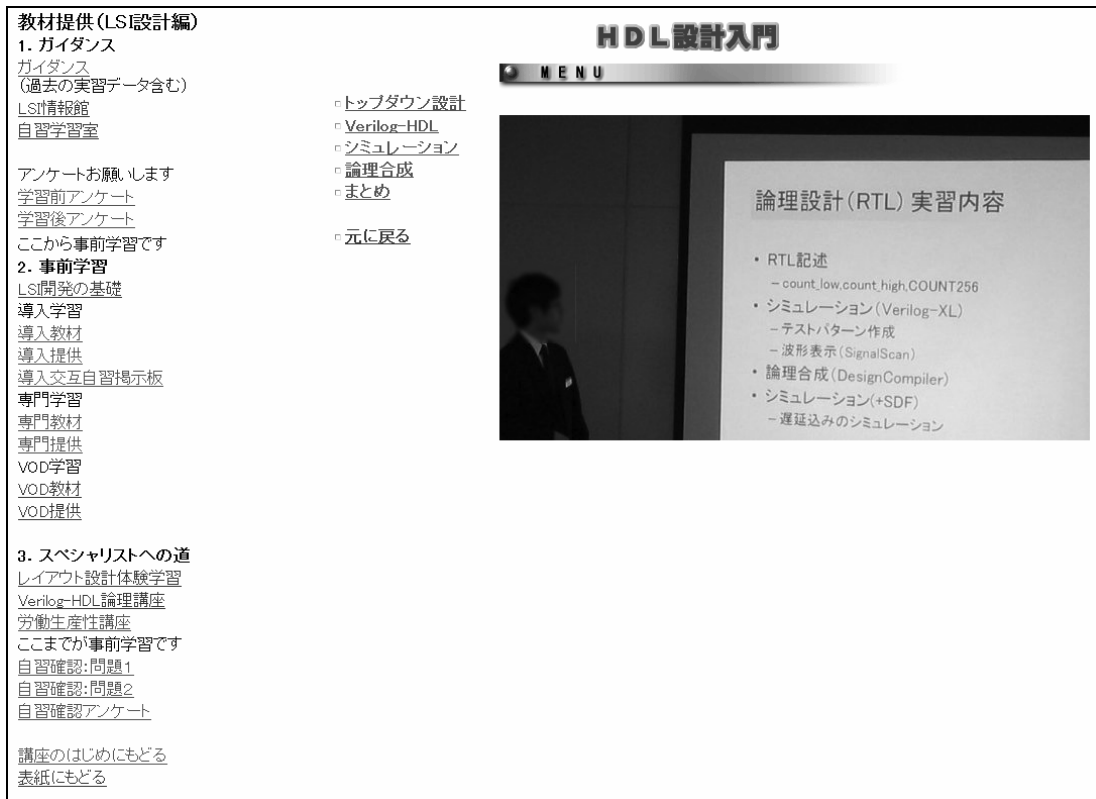 教材提供(LSI設計編)
1. ガイダンス
ガイダンス
(過去の実習データ含む)
LSI情報館
自習学習室
アンケートお願いします
学習前アンケート
学習後アンケート
ここから事前学習です
2. 事前学習
LSI開発の基礎
導入学習
導入教材
導入提供
導入交互自習掲示板
専門学習
専門教材
専門提供
VOD学習
VOD教材
VOD提供
3. スペシャリストへの道
レイアウト設計体験学習
Verilog-HDL論理講座
労働生産性講座
ここまでが事前学習です
自習確認:問題1
自習確認:問題2
自習確認アンケート
講座のはじめにもどる
表紙にもどる
トップダウン設計
Verilog-HDL
シミュレーション
論理合成
まとめ
元に戻る
HDL設計入門
MENU
論理設計(RTL) 実習内容
・RTL記述
－count_low,count_high,COUNT256
・シミュレーション(Verilog-XL)
－テストパターン作成
－波形表示(SignalScan)
・論理合成(DesignCompiler)
・シミュレーション(+SDF)
－遅延込みのシミュレーション